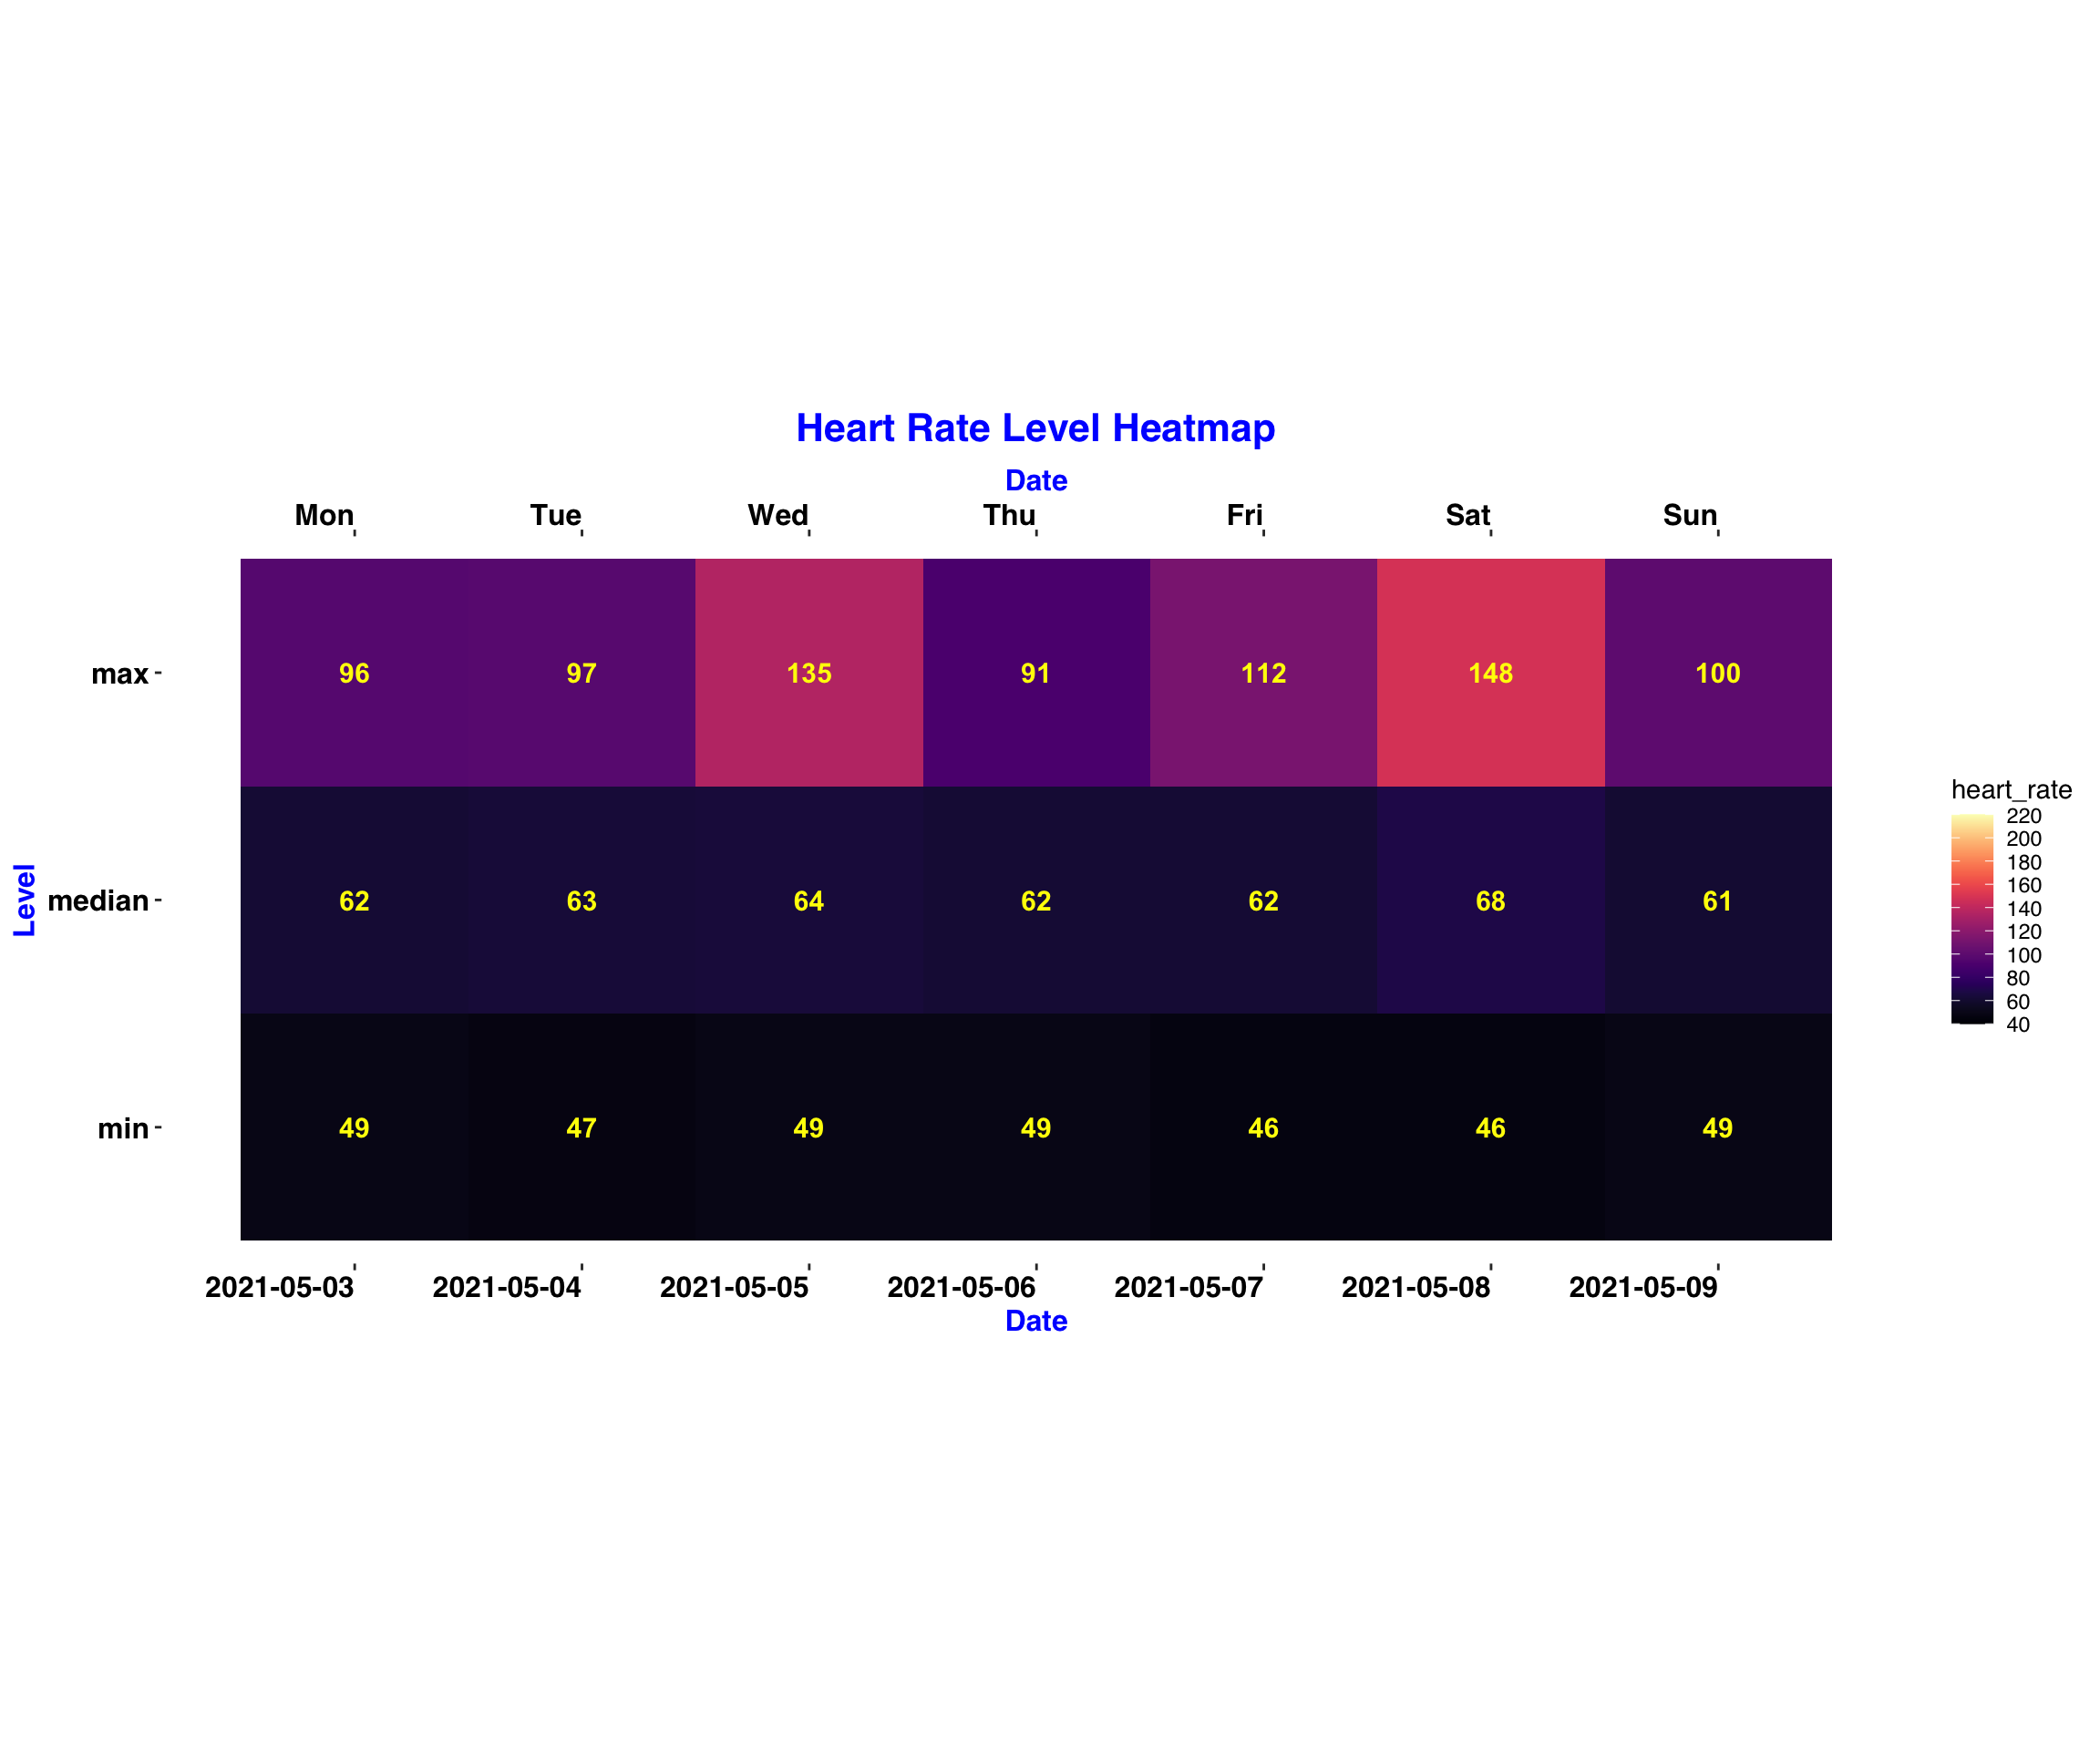 Heart Rate Level Heatmap
Date
Mon Tue Wed Thu Fri Sat Sun
max 96 97 135 91 112 148 100
median 62 63 64 62 62 68 61
min 49 47 49 49 46 46 49
2021-05-03 2021-05-04 2021-05-05 2021-05-06 2021-05-07 2021-05-08 2021-05-09
Date
Level
heart_rate
220
200
180
160
140
120
100
80
60
40